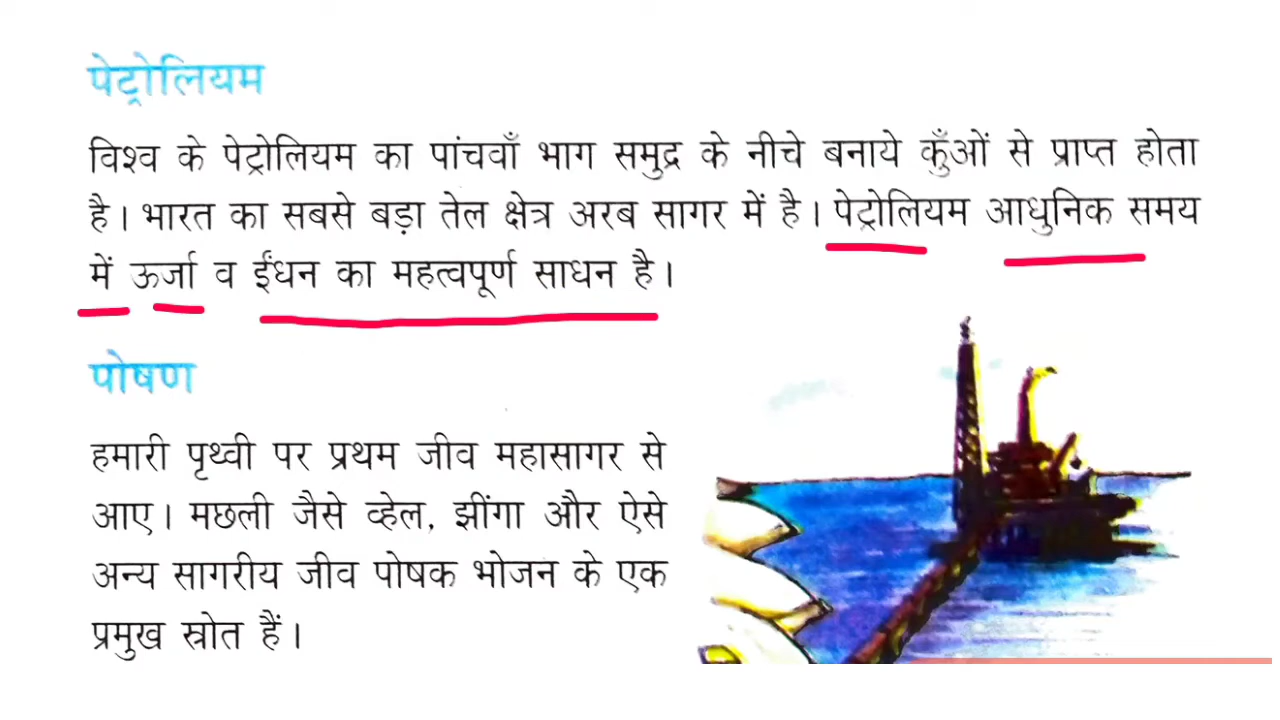 पेट्रोलियम
विश्व के पेट्रोलियम का पांचवाँ भाग समुद्र के नीचे बनाये कुँओं से प्राप्त होता
है। भारत का सबसे बड़ा तेल क्षेत्र अरब सागर में है। पेट्रोलियम आधुनिक समय
में ऊर्जा व ईंधन का महत्वपूर्ण साधन है।
पोषण
हमारी पृथ्वी पर प्रथम जीव महासागर से
आए। मछली जैसे व्हेल, झींगा और ऐसे
अन्य सागरीय जीव पोषक भोजन के एक
प्रमुख स्रोत हैं।